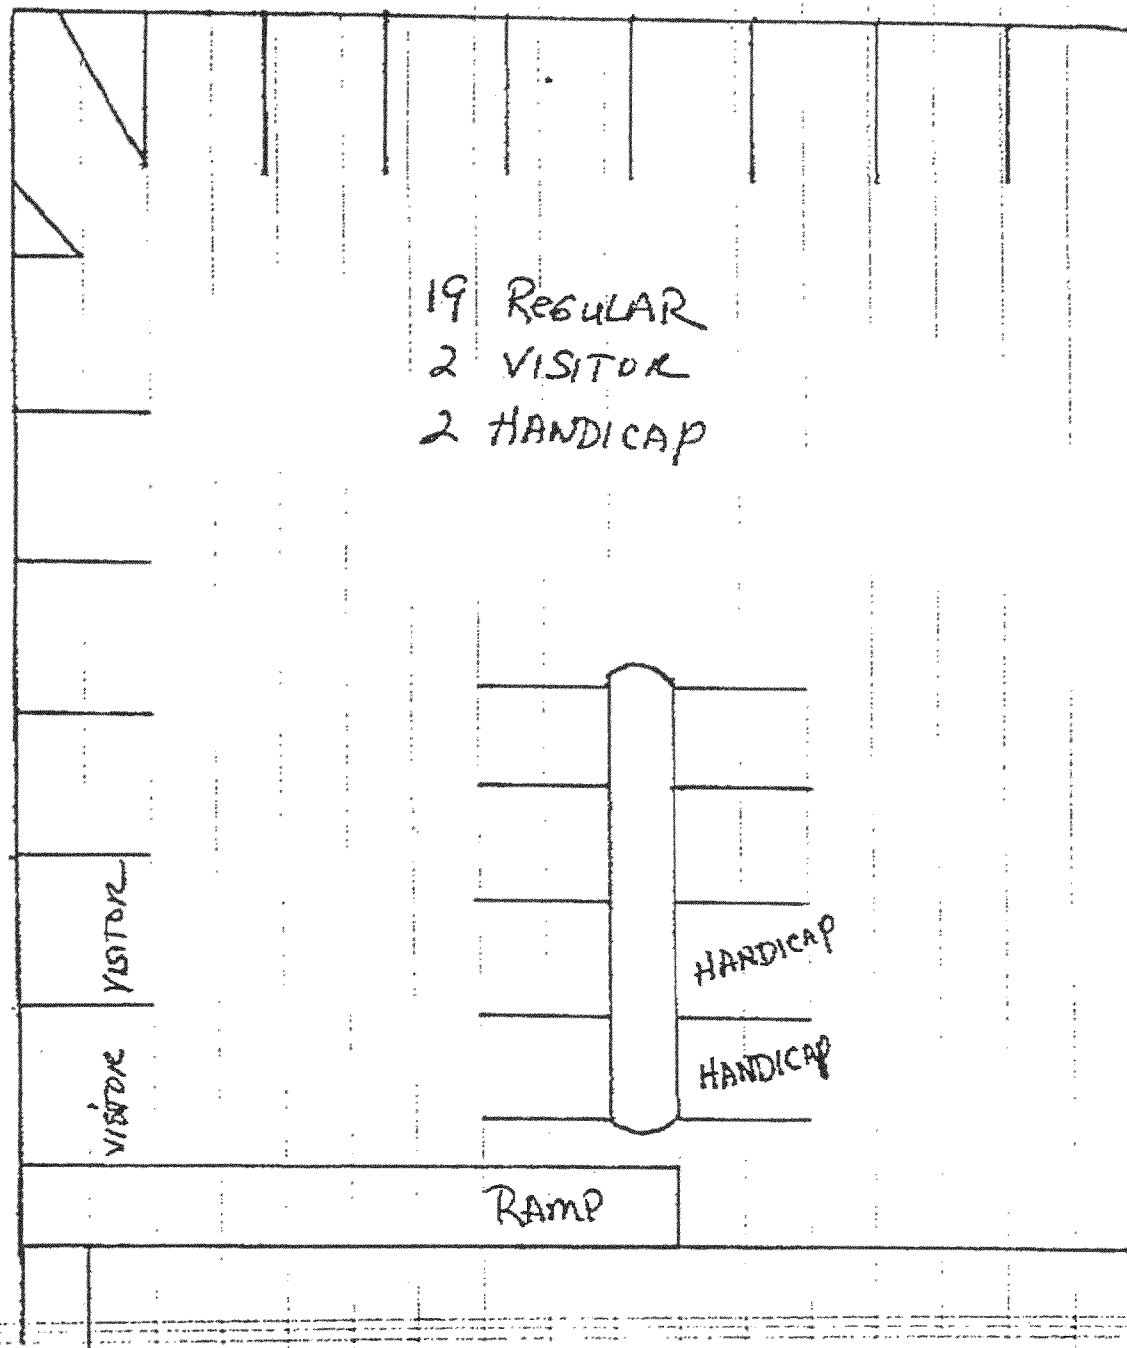 19 REGULAR
2 VISITOR
2 HANDICAP
VISITOR
HANDICAP
VISITOR
HANDICAP
RAMP